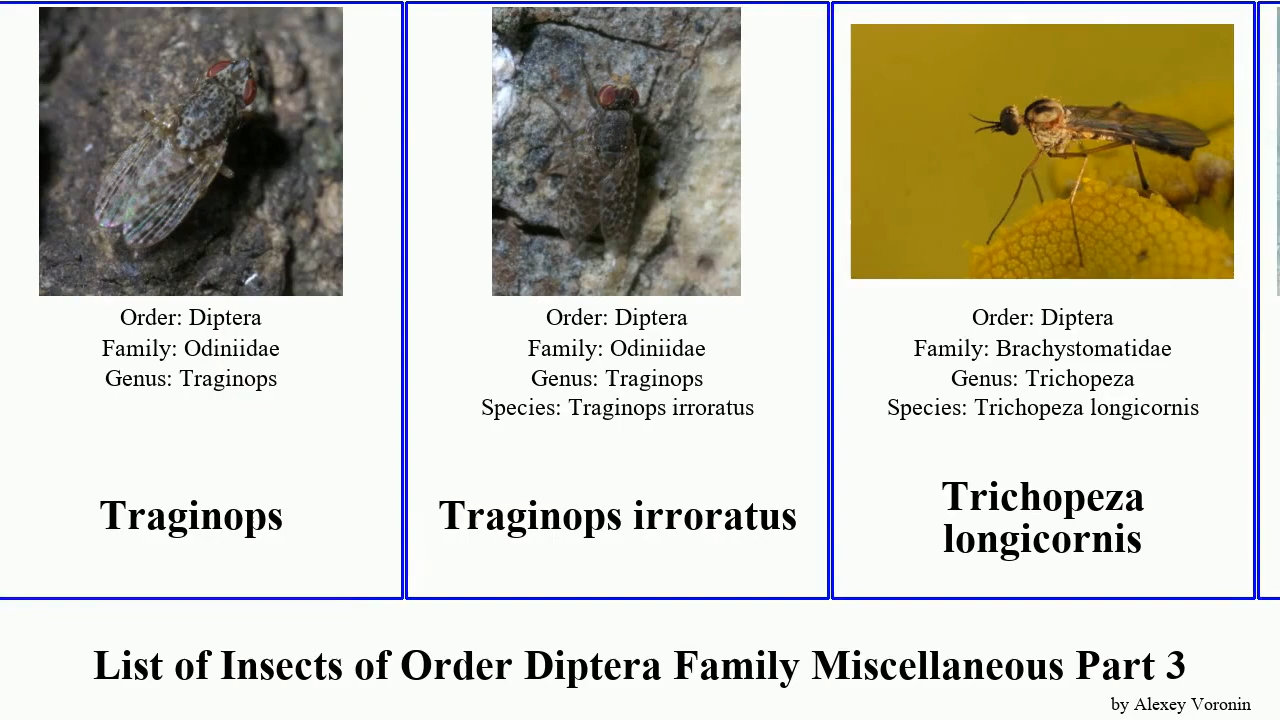 Order: Diptera
Family: Odiniidae
Genus: Traginops
Traginops
Order: Diptera
Family: Odiniidae
Genus: Traginops
Species: Traginops irroratus
Traginops irroratus
Order: Diptera
Family: Brachystomatidae
Genus: Trichopeza
Species: Trichopeza longicornis
Trichopeza
longicornis
List of Insects of Order Diptera Family Miscellaneous Part 3
by Alexey Voronin